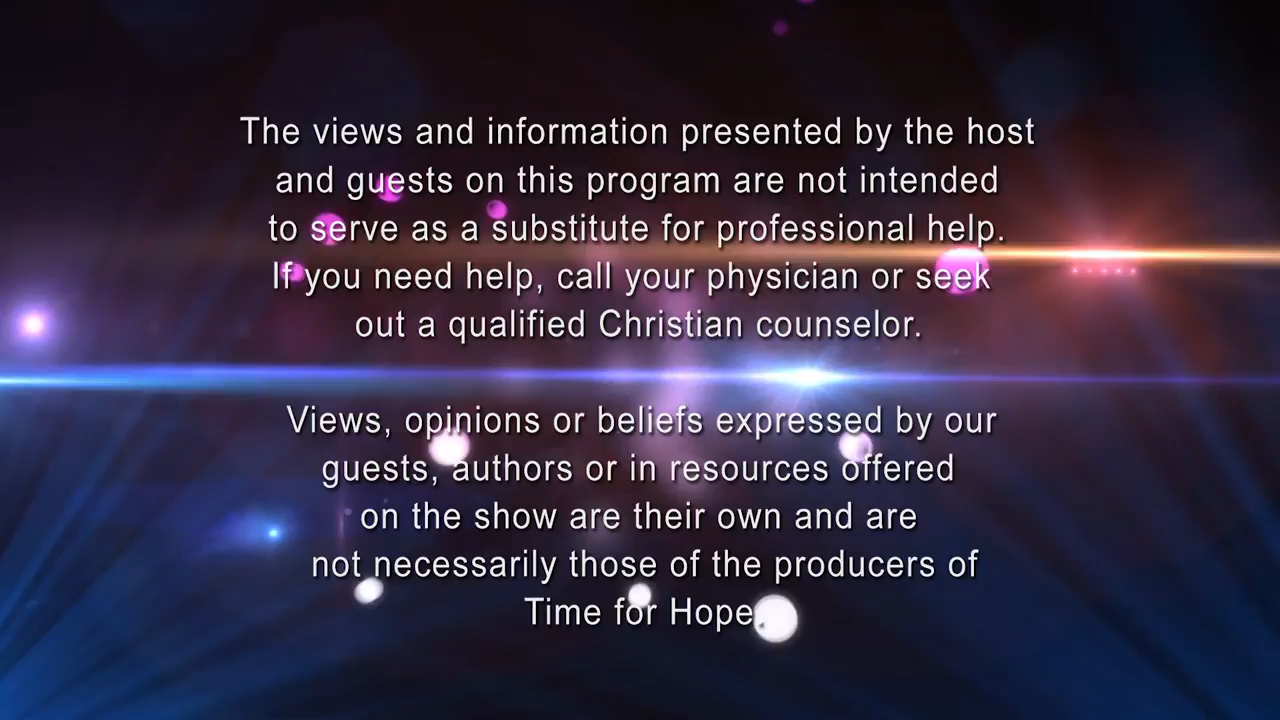 The views and information presented by the host
and guests on this program are not intended
to serve as a substitute for professional help.
If you need help, call your physician or seek
out a qualified Christian counselor.
Views, opinions or beliefs expressed by our
guests, authors or in resources offered
on the show are their own and are
not necessarily those of the producers of
Time for Hope.